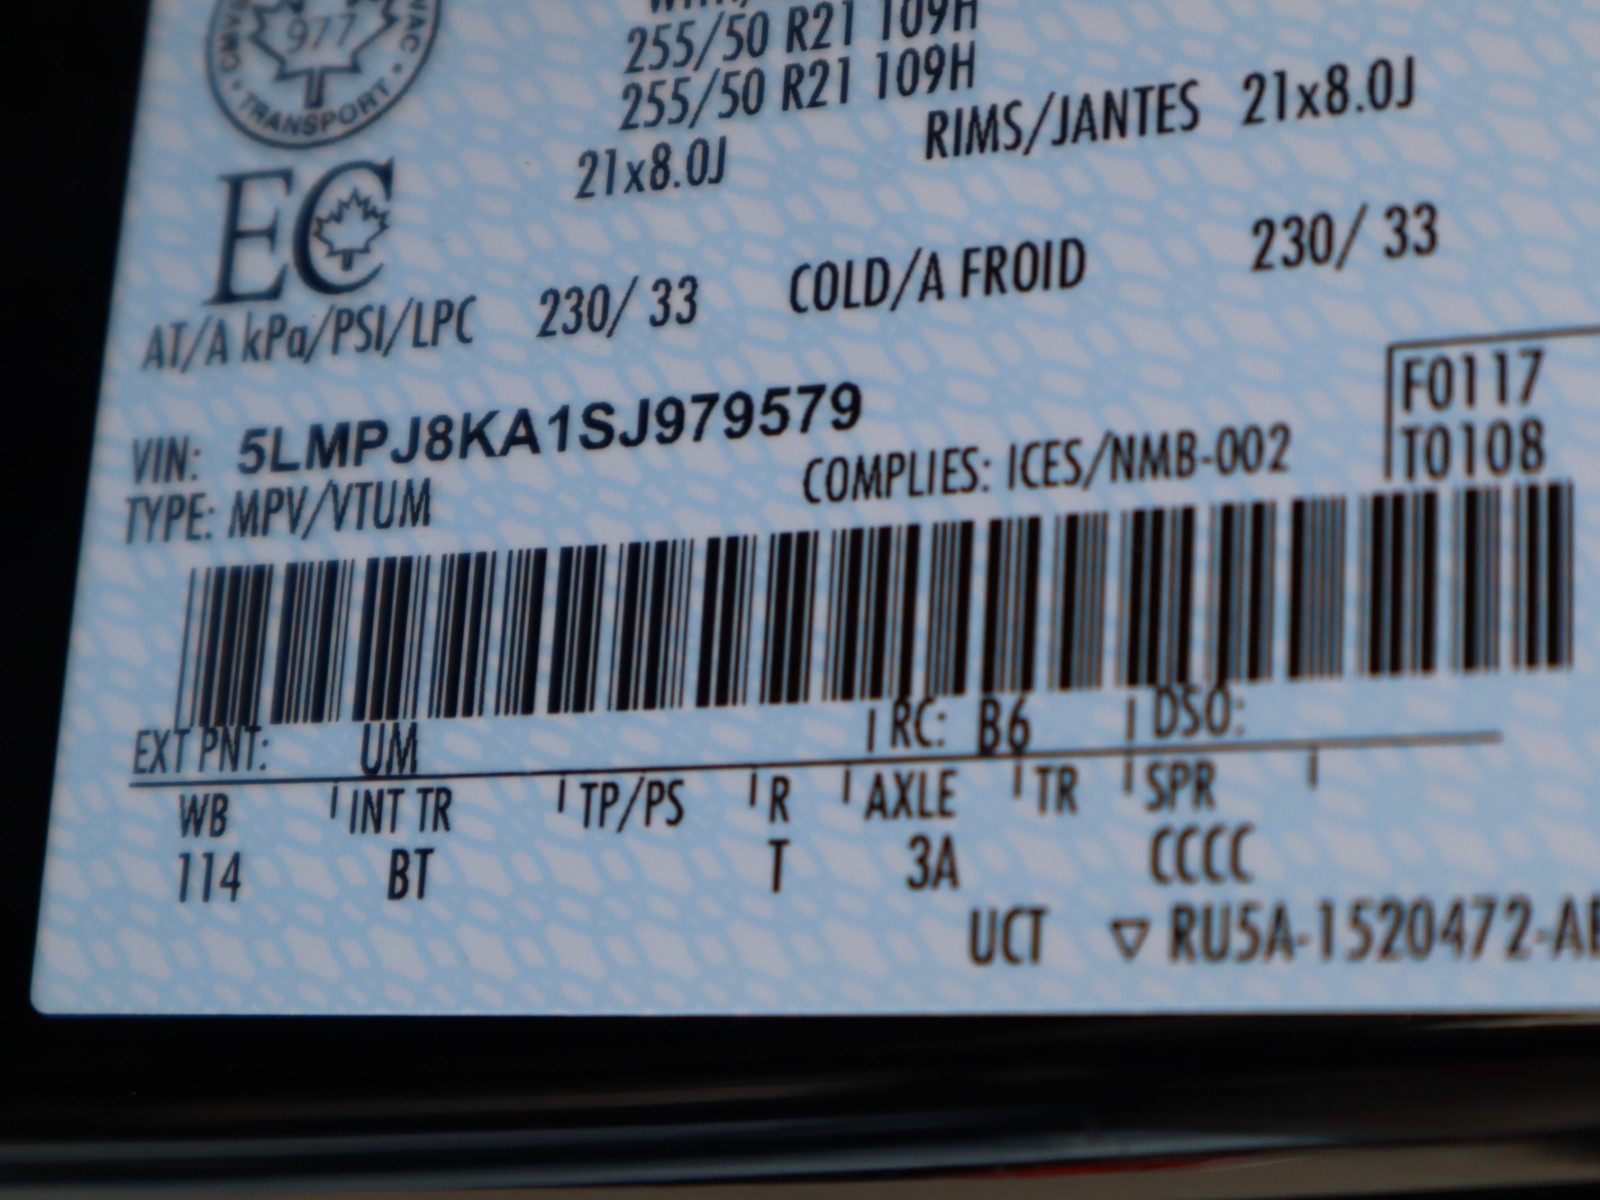 977
TRANSPORT
255/50 R21 109H
255/50 R21 109H
21x8.0J RIMS/JANTES 21x8.0J
EC
AT/A kPa/PSI/LPC 230/ 33 COLD/A FROID 230/ 33
VIN: 5LMPJ8KA1SJ979579
F0117
TYPE: MPV/VTUM COMPLIES: ICES/NMB-002 T0108
EXT PNT: UM RC: B6 DSO:
WB INT TR TP/PS R AXLE TR SPR
114 BT T 3A CCCC
UCT ▽ RU5A-1520472-A